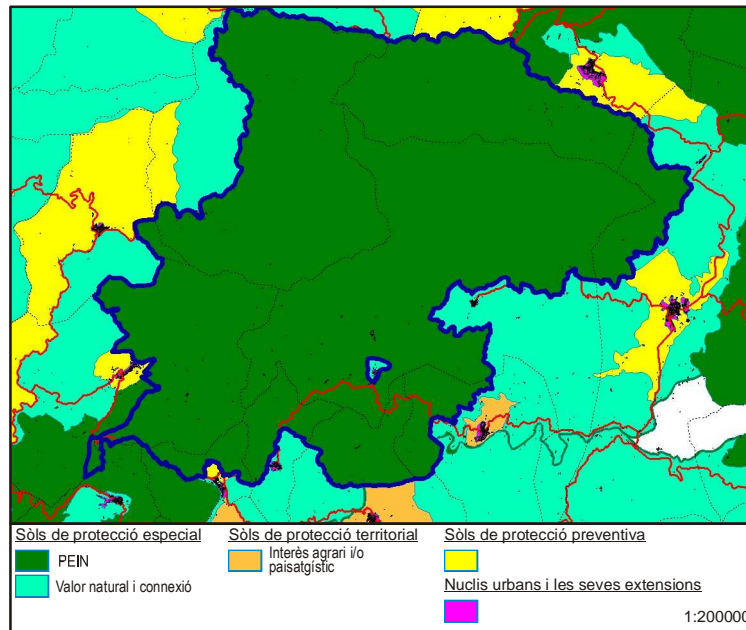 Sòls de protecció especial
PEIN
Valor natural i connexió
Sòls de protecció territorial
Interès agrari i/o
paisatgístic
Sòls de protecció preventiva
Nuclis urbans i les seves extensions
1:200000